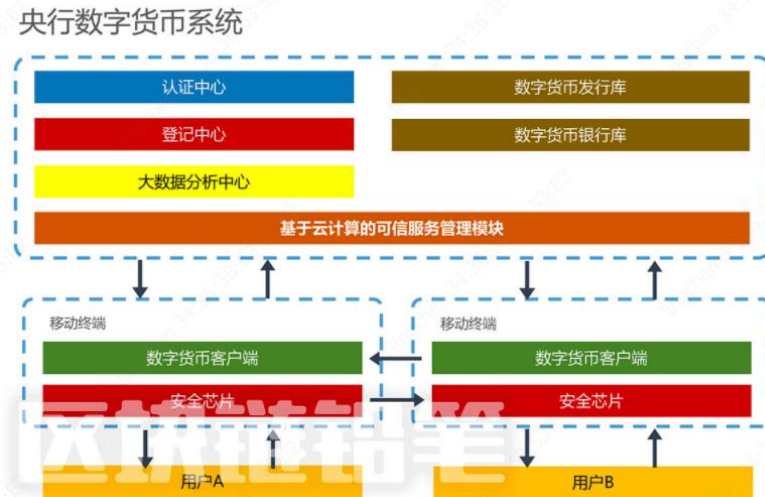 央行数字货币系统
认证中心
数字货币发行库
登记中心
数字货币银行库
大数据分析中心
基于云计算的可信服务管理模块
移动终端
移动终端
数字货币客户端
数字货币客户端
安全芯片
安全芯片
区块链铅笔
用户A
用户B